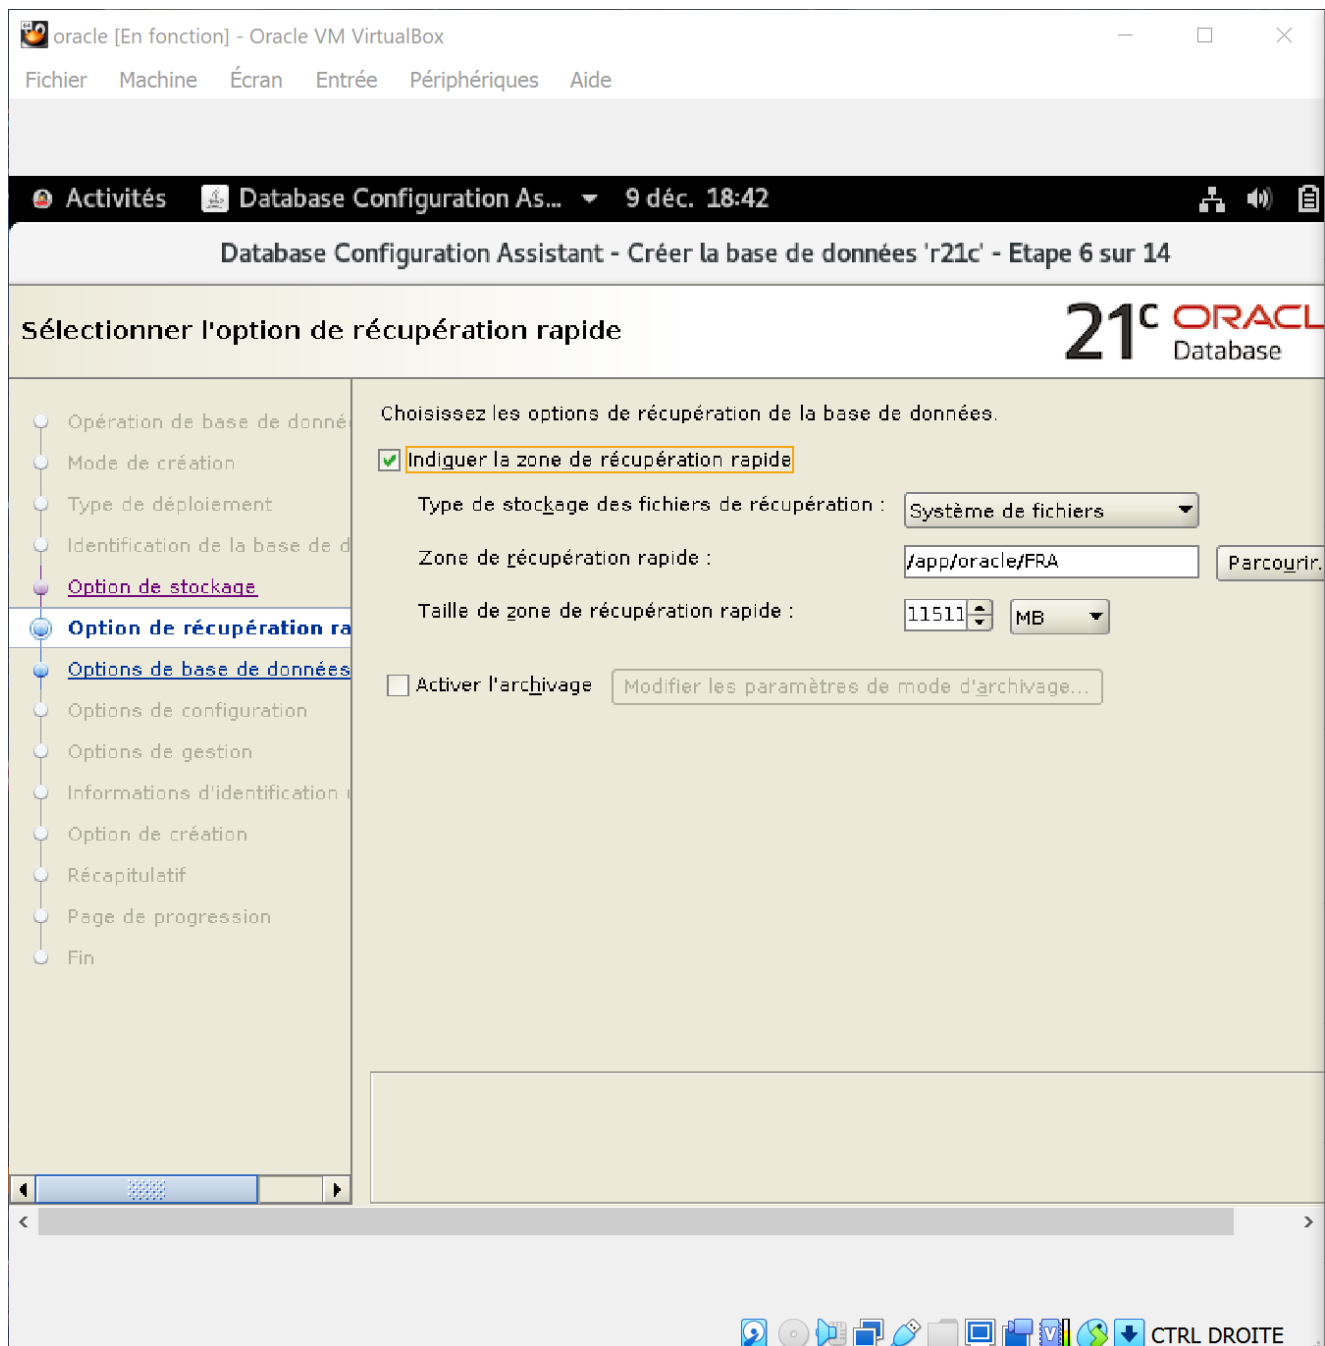 oracle [En fonction] - Oracle VM VirtualBox
Fichier Machine Écran Entrée Périphériques Aide
Activités Database Configuration As... 9 déc. 18:42
Database Configuration Assistant - Créer la base de données 'r21c' - Etape 6 sur 14
Sélectionner l'option de récupération rapide
21c ORACL
Database
Opération de base de donné
Mode de création
Type de déploiement
Identification de la base de d
Option de stockage
Option de récupération ra
Options de base de données
Options de configuration
Options de gestion
Informations d'identification
Option de création
Récapitulatif
Page de progression
Fin
Choisissez les options de récupération de la base de données.
Indiquer la zone de récupération rapide
Type de stockage des fichiers de récupération : Système de fichiers
Zone de récupération rapide : /app/oracle/FRA Parcourir.
Taille de zone de récupération rapide : 11511 MB
Activer l'archivage Modifier les paramètres de mode d'archivage...
CTRL DROITE